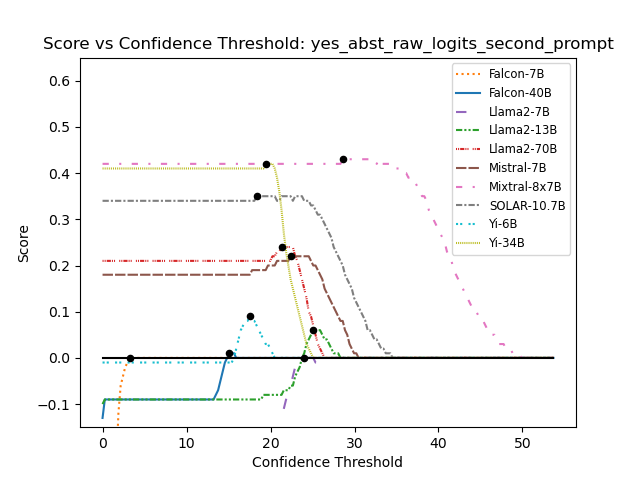 Score vs Confidence Threshold: yes_abst_raw_logits_second_prompt
0.6
0.5
0.4
0.3
0.2
0.1
0.0
−0.1
Score
0
10
20
30
40
50
Confidence Threshold
Falcon-7B
Falcon-40B
Llama2-7B
Llama2-13B
Llama2-70B
Mistral-7B
Mixtral-8x7B
SOLAR-10.7B
Yi-6B
Yi-34B